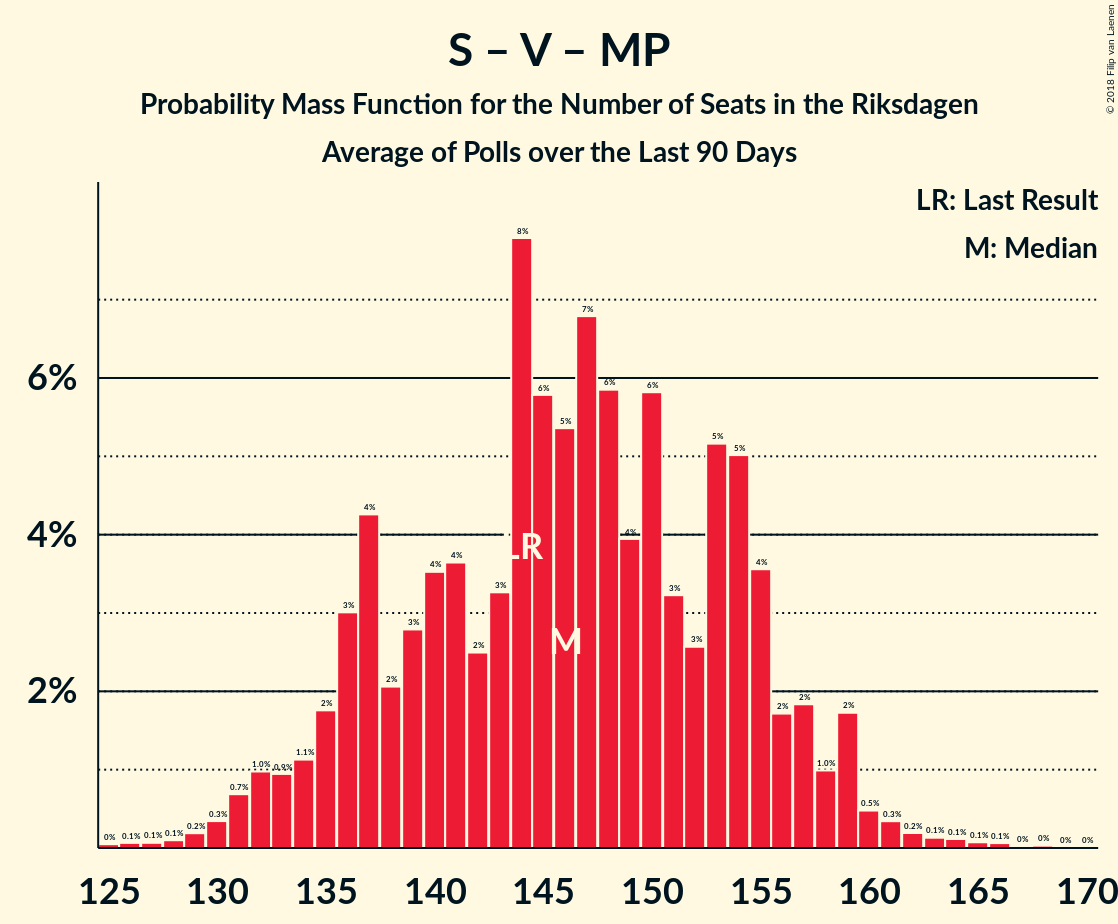 S – V – MP
Probability Mass Function for the Number of Seats in the Riksdagen
Average of Polls over the Last 90 Days
© 2018 Filip van Laenen
LR: Last Result
M: Median
6%
4%
2%
0% 0.1% 0.1% 0.1% 0.2% 0.3% 0.7% 1.0% 0.9% 1.1% 2% 3% 4% 2% 3% 4% 4% 2% 3% 8% 6% 5% 7% 6% 4% 6% 3% 3% 5% 5% 4% 2% 2% 1.0% 2% 0.5% 0.3% 0.2% 0.1% 0.1% 0.1% 0.1% 0% 0% 0% 0%
LR
M
125 130 135 140 145 150 155 160 165 170